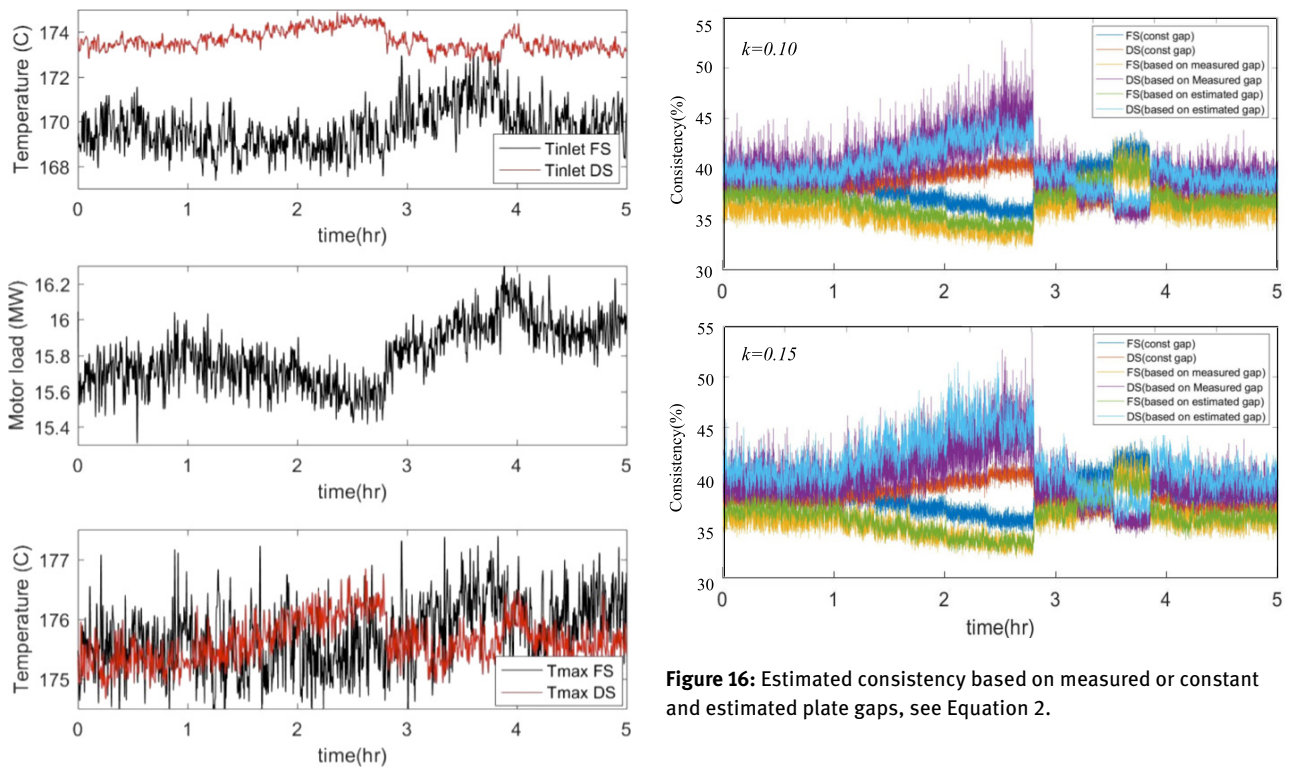 174
172
170
168
Temperature (C)
Tinlet FS
Tinlet DS
0 1 2 3 4 5
time(hr)
16.2
16
15.8
15.6
15.4
Motor load (MW)
0 1 2 3 4 5
time(hr)
177
176
175
Temperature (C)
Tmax FS
Tmax DS
0 1 2 3 4 5
time(hr)
55
50
45
40
35
30
Consistency(%)
k=0.10
FS(const gap)
DS(const gap)
FS(based on measured gap)
DS(based on Measured gap
FS(based on estimated gap)
DS(based on estimated gap)
0 1 2 3 4 5
55
50
45
40
35
30
Consistency(%)
k=0.15
FS(const gap)
DS(const gap)
FS(based on measured gap)
DS(based on Measured gap
FS(based on estimated gap)
DS(based on estimated gap)
0 1 2 3 4 5
time(hr)
Figure 16: Estimated consistency based on measured or constant
and estimated plate gaps, see Equation 2.